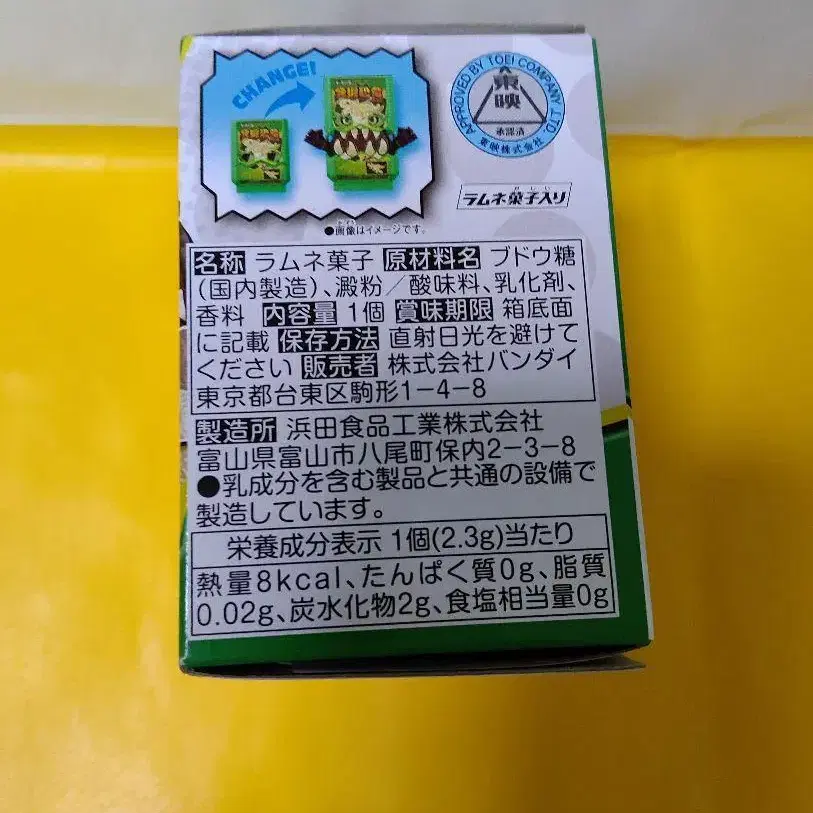 CHANGE!
APPROVED BY TOEI COMPANY, LTD.
東映
承認済
東映株式会社
ラムネ菓子入り
●画像はイメージです。
名称 ラムネ菓子 原材料名 ブドウ糖
(国内製造)、澱粉/酸味料、乳化剤、
香料 内容量 1個 賞味期限 箱底面
に記載 保存方法 直射日光を避けて
ください 販売者 株式会社バンダイ
東京都台東区駒形1-4-8
製造所 浜田食品工業株式会社
富山県富山市八尾町保内2-3-8
●乳成分を含む製品と共通の設備で
製造しています。
栄養成分表示 1個(2.3g)当たり
熱量8kcal、たんぱく質0g、脂質
0.02g、炭水化物2g、食塩相当量0g